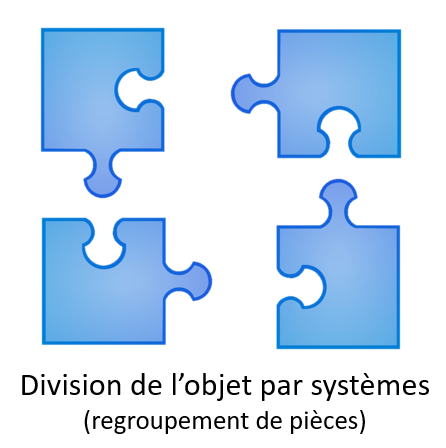 Division de l’objet par systèmes
(regroupement de pièces)